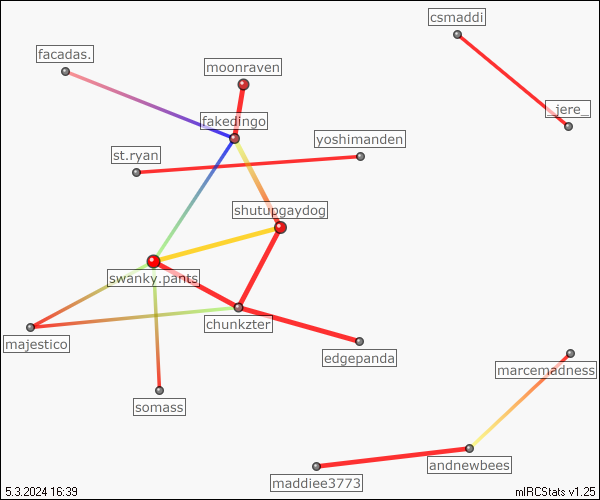 csmaddi
facadas.
moonraven
_jere_
fakedingo
yoshimanden
st.ryan
shutupgaydog
swanky.pants
chunkzter
majestico
edgepanda
marcemadness
somass
andnewbees
maddiee3773
5.3.2024 16:39
mIRCStats v1.25